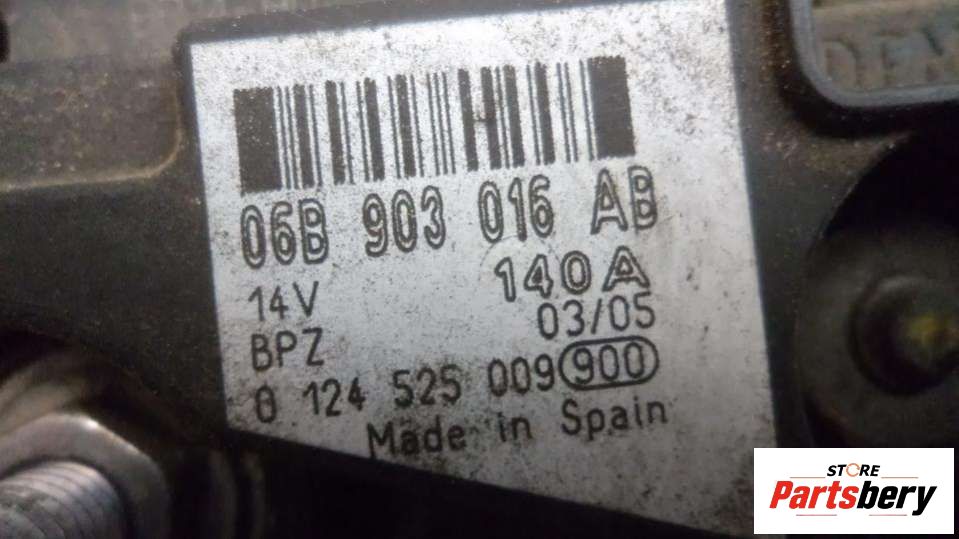 06B 903 016 AB
14V 140A
BPZ 03/05
0 124 525 009 900
Made in Spain
STORE
Partsbery